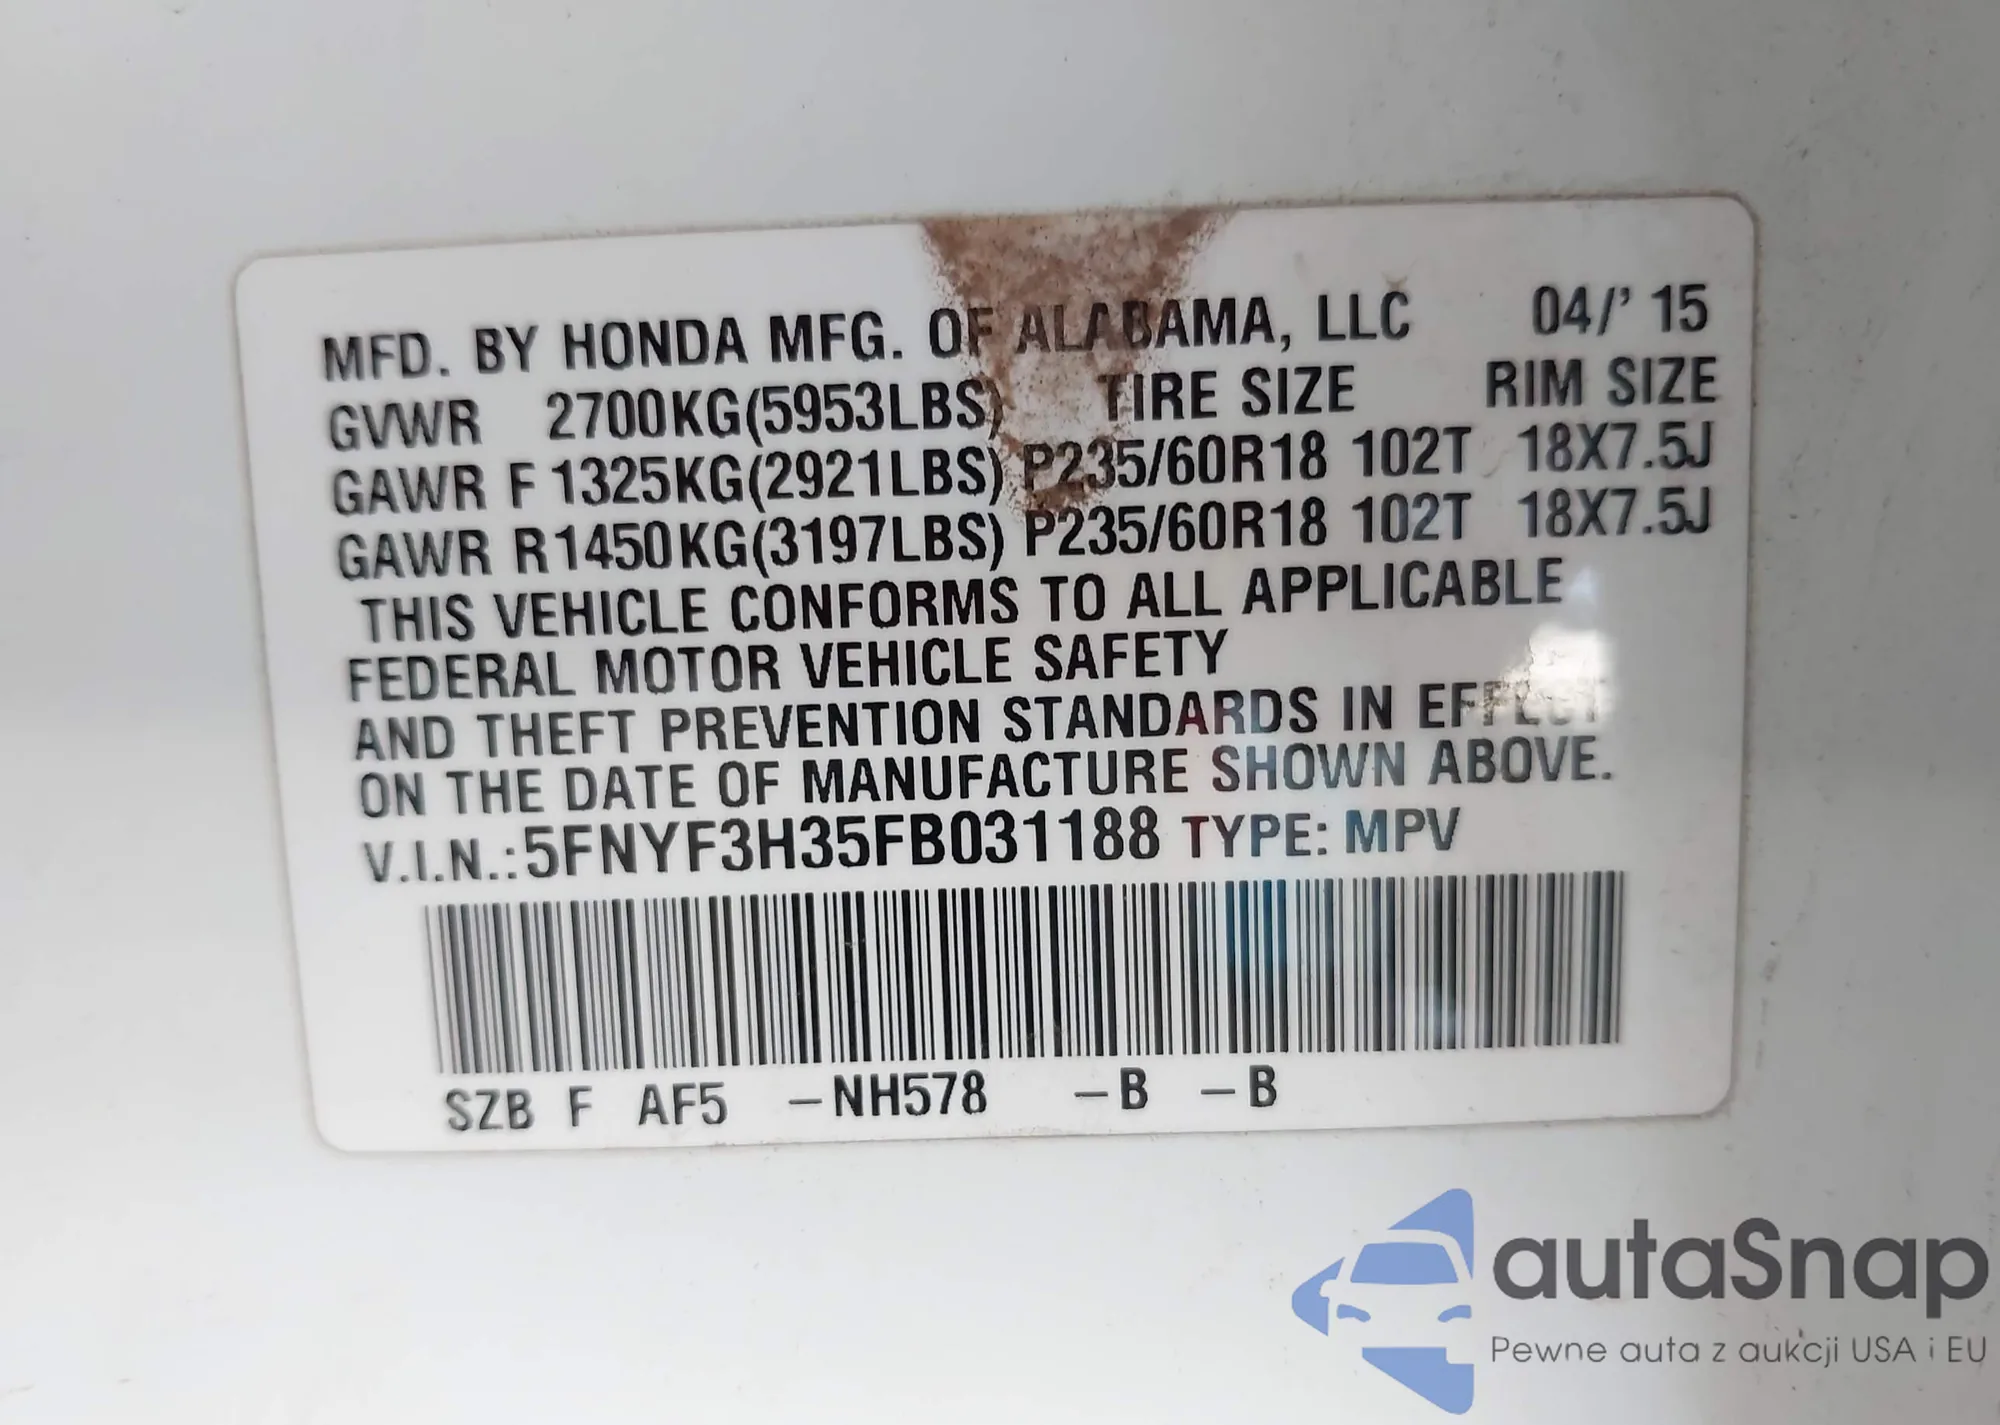 MFD. BY HONDA MFG. OF ALABAMA, LLC 04/' 15
GVWR 2700KG(5953LBS) TIRE SIZE RIM SIZE
GAWR F 1325KG(2921LBS) P235/60R18 102T 18X7.5J
GAWR R 1450KG(3197LBS) P235/60R18 102T 18X7.5J
THIS VEHICLE CONFORMS TO ALL APPLICABLE
FEDERAL MOTOR VEHICLE SAFETY
AND THEFT PREVENTION STANDARDS IN EFFECT
ON THE DATE OF MANUFACTURE SHOWN ABOVE.
V.I.N.: 5FNYF3H35FB031188 TYPE: MPV
SZB F AF5 –NH578 –B –B
autaSnap
Pewne auta z aukcji USA i EU